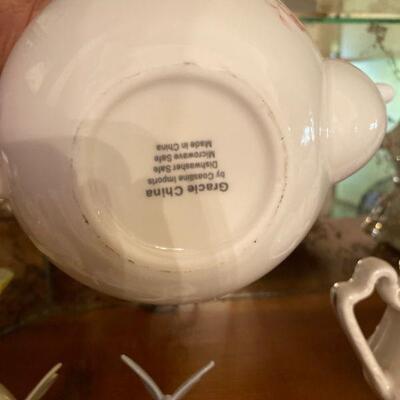 Gracie China
by Coastline Imports
Dishwasher Safe
Microwave Safe
Made in China